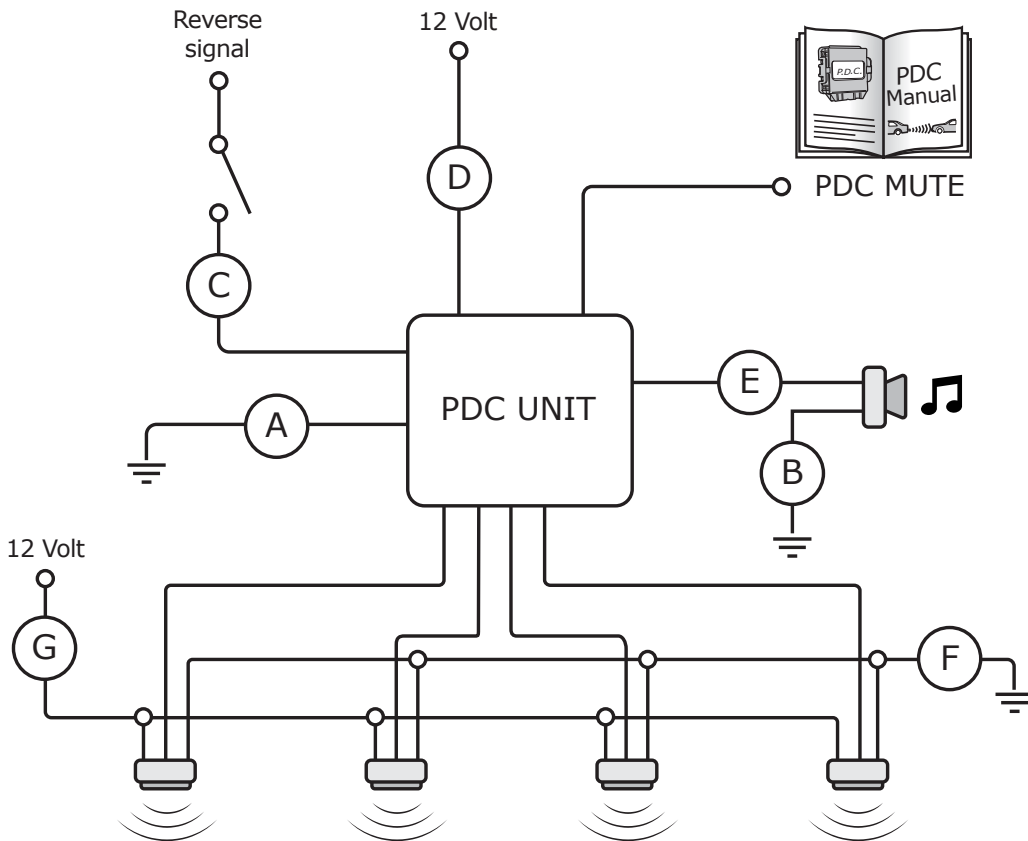 Reverse
signal
12 Volt
P.D.C.
PDC
Manual
PDC MUTE
D
C
PDC UNIT
E
A
B
12 Volt
G
F